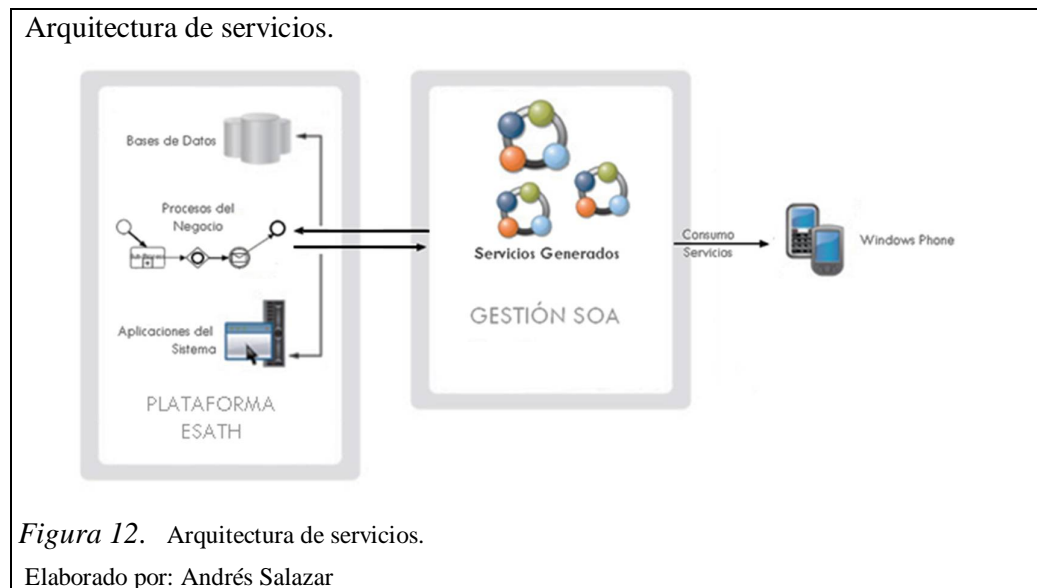 Arquitectura de servicios.
Bases de Datos
Procesos del
Negocio
Aplicaciones del
Sistema
PLATAFORMA
ESATH
Servicios Generados
GESTIÓN SOA
Consumo
Servicios
Windows Phone
Figura 12. Arquitectura de servicios.
Elaborado por: Andrés Salazar